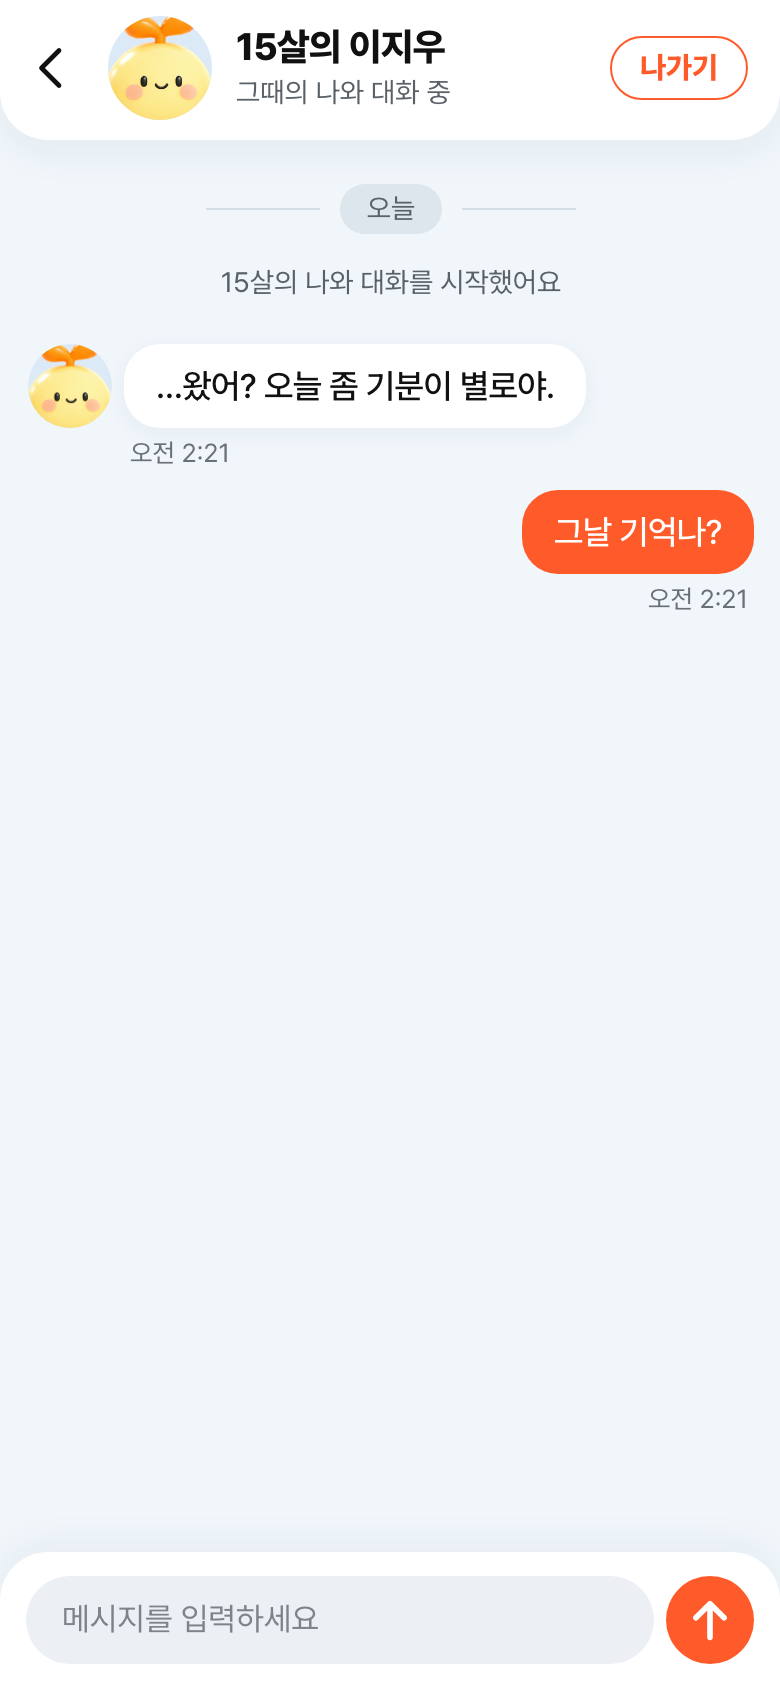 15살의 이지우
그때의 나와 대화 중
나가기
오늘
15살의 나와 대화를 시작했어요
...왔어? 오늘 좀 기분이 별로야.
오전 2:21
그날 기억나?
오전 2:21
메시지를 입력하세요